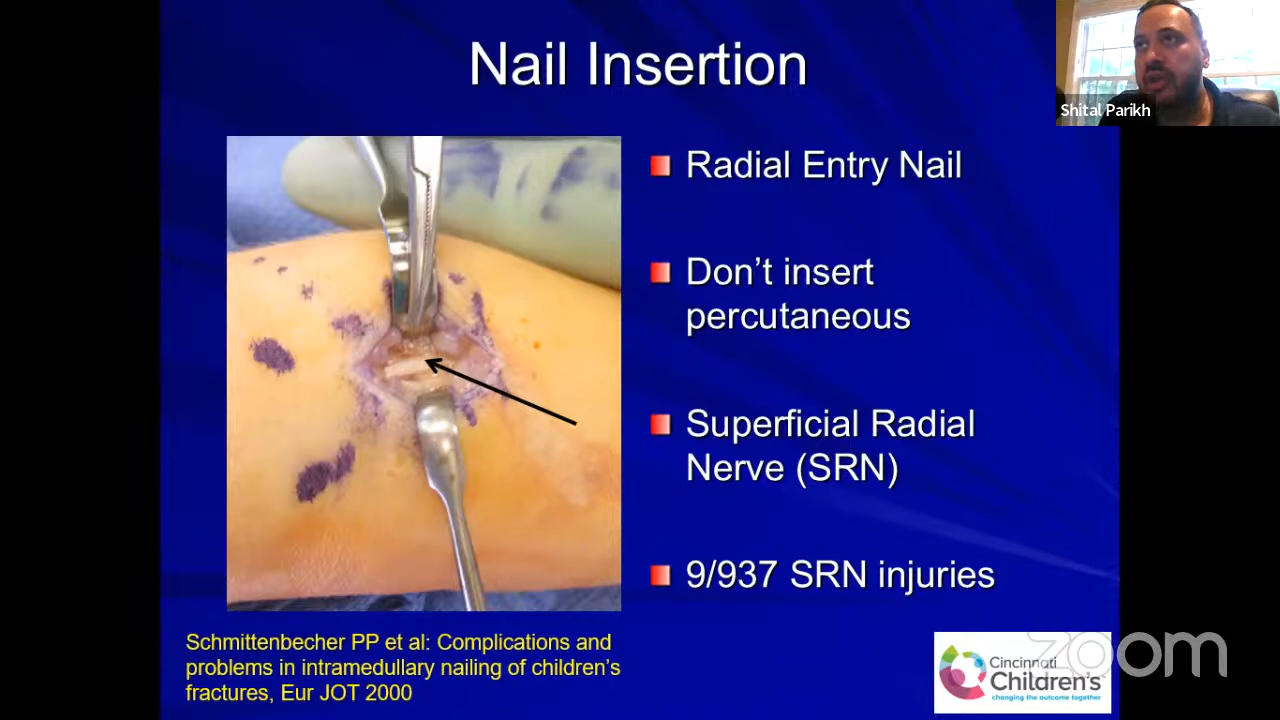 Nail Insertion
Shital Parikh
Radial Entry Nail
Don't insert
percutaneous
Superficial Radial
Nerve (SRN)
9/937 SRN injuries
Schmittenbecher PP et al: Complications and
problems in intramedullary nailing of children's
fractures, Eur JOT 2000
Cincinnati
Children's
changing the outcome together
zoom